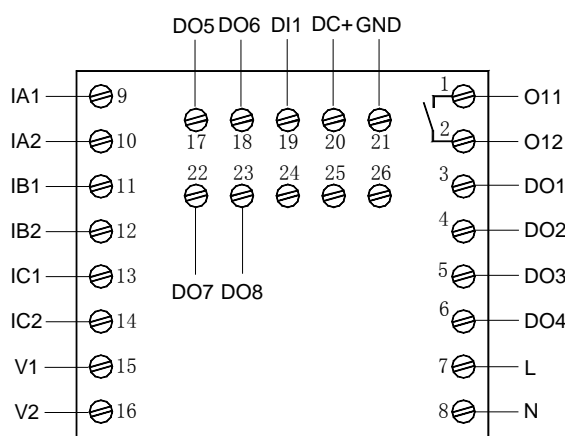 DO5 DO6 DI1 DC+ GND
IA1 9 1 O11
17 18 19 20 21
IA2 10 2 O12
22 23 24 25 26
IB1 11 3 DO1
IB2 12 4 DO2
DO7 DO8
IC1 13 5 DO3
IC2 14 6 DO4
V1 15 7 L
V2 16 8 N